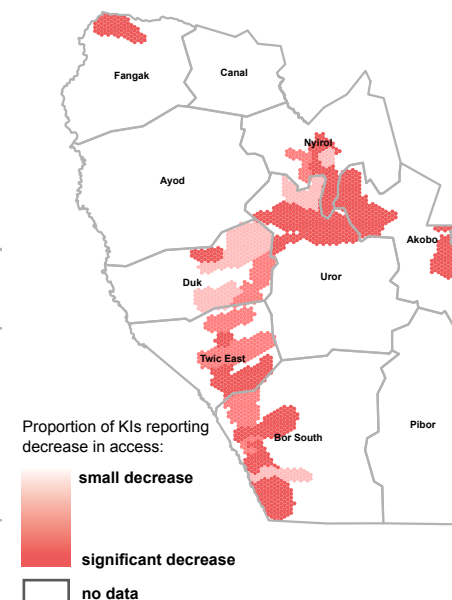 Fangak
Canal
Nyirol
Ayod
Akobo
Duk
Uror
Twic East
Bor South
Pibor
Proportion of KIs reporting
decrease in access:
small decrease
significant decrease
no data